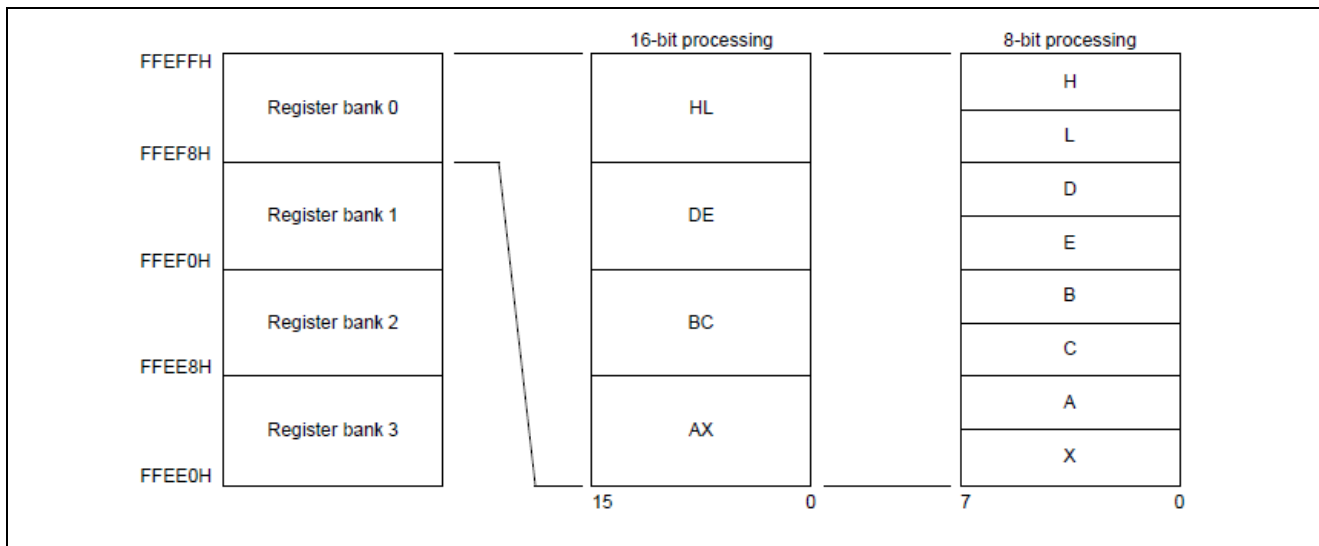 16-bit processing
8-bit processing
FFEFFH
Register bank 0
HL
H
L
FFEF8H
Register bank 1
DE
D
E
FFEF0H
Register bank 2
BC
B
C
FFEE8H
Register bank 3
AX
A
X
FFEE0H
15
0
7
0